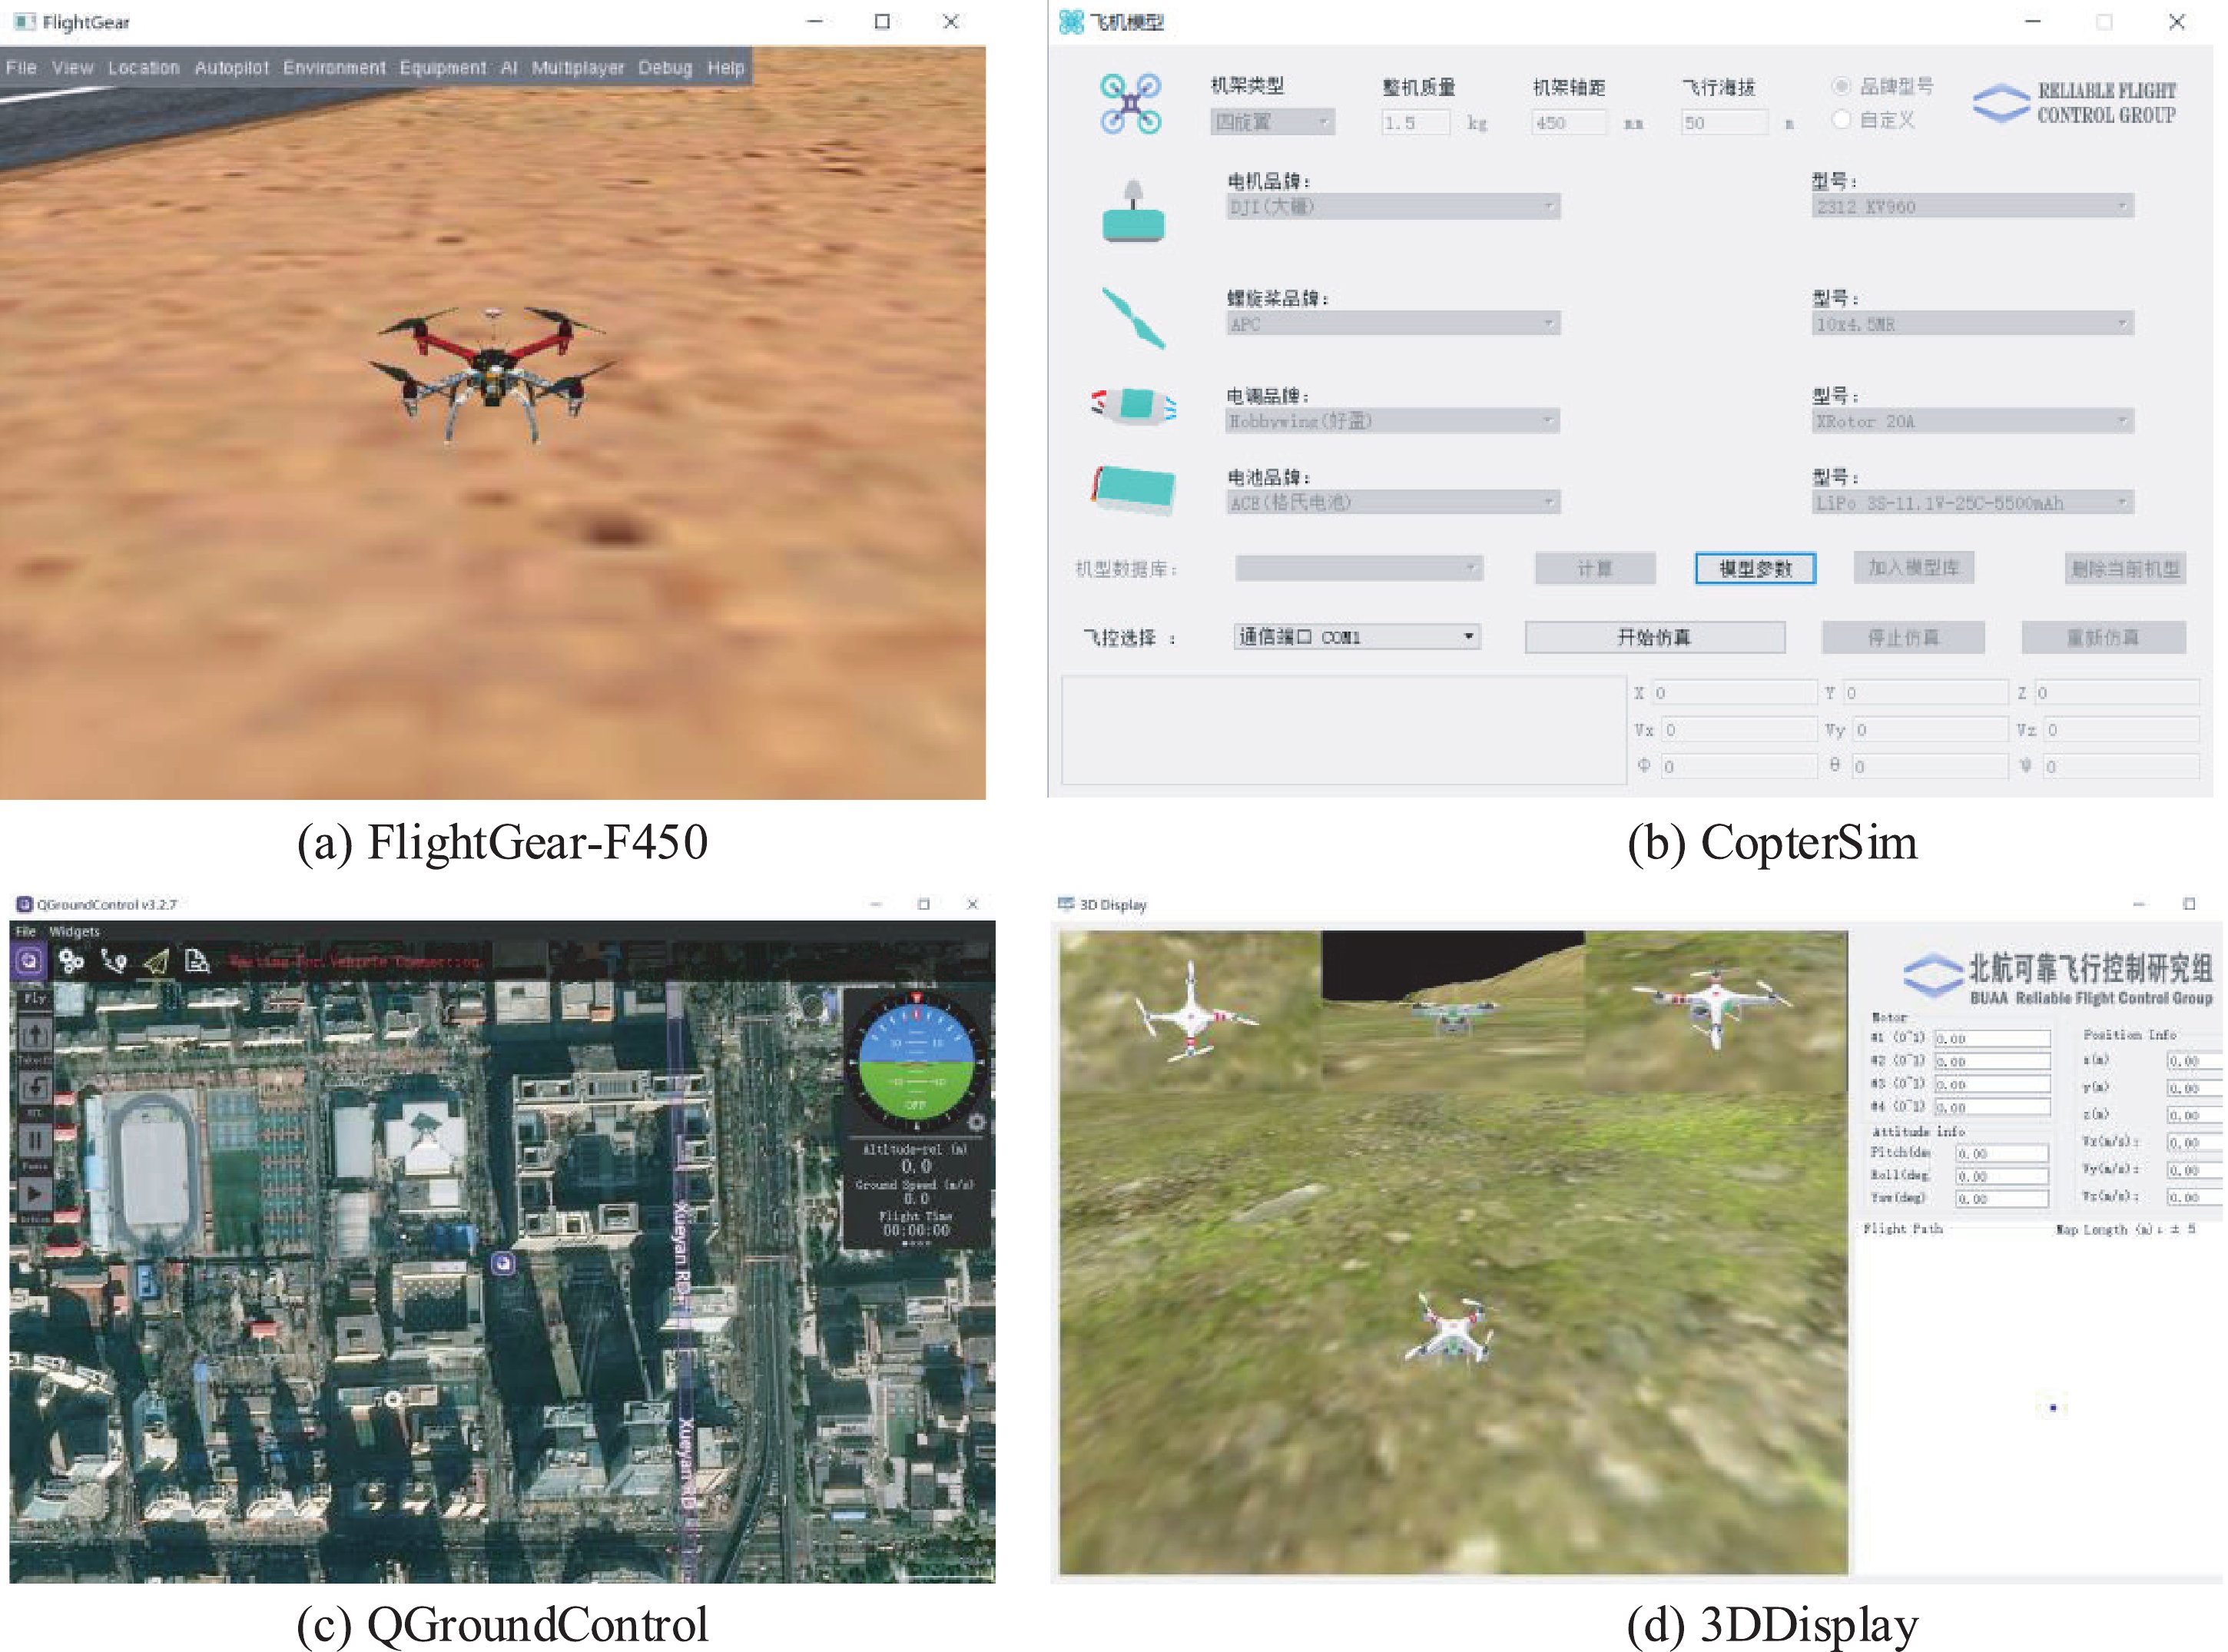 FlightGear
File View Location Autopilot Environment Equipment AI Multiplayer Debug Help
(a) FlightGear-F450
飞机模型
机架类型 整机质量 机架轴距 飞行海拔 品牌型号
四旋翼 1.5 kg 450 mm 50 m 自定义
RELIABLE FLIGHT
CONTROL GROUP
电机品牌: 型号:
DJI(大疆) 2312 KV960
螺旋桨品牌: 型号:
APC 10x4.5MR
电调品牌: 型号:
Hobbywing(好盈) XRotor 20A
电池品牌: 型号:
ACE(格氏电池) LiPo 3S-11.1V-25C-5500mAh
机型数据库: 计算 模型参数 加入模型库 删除当前机型
飞控选择 : 通信端口 COM1 开始仿真 停止仿真 重新仿真
X 0 Y 0 Z 0
Vx 0 Vy 0 Vz 0
Φ 0 θ 0 ψ 0
(b) CopterSim
QGroundControl v3.2.7
File Widgets
Waiting For Vehicle Connection
Fly
Takeoff
RTL
Pause
Action
10 10
-10 -10
OFF
Altitude-rel (m)
0.0
Ground Speed (m/s)
0.0
Flight Time
00:00:00
Xueyan RD
Xueyan RD
(c) QGroundControl
3D Display
北航可靠飞行控制研究组
BUAA Reliable Flight Control Group
Motor
#1 (0~1) 0.00
#2 (0~1) 0.00
#3 (0~1) 0.00
#4 (0~1) 0.00
Attitude info
Pitch(de 0.00
Roll(deg 0.00
Yaw(deg) 0.00
Position Info
x(m) 0.00
y(m) 0.00
z(m) 0.00
Vx(m/s): 0.00
Vy(m/s): 0.00
Vz(m/s): 0.00
Flight Path Map Length (m): ± 5
(d) 3DDisplay